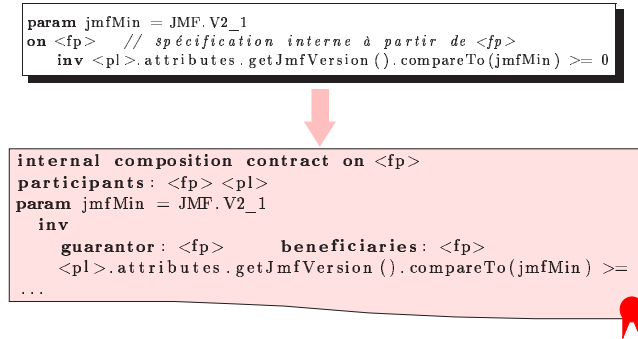 param jmfMin = JMF.V2_1
on <fp> // spécification interne à partir de <fp>
inv <pl>.attributes.getJmfVersion().compareTo(jmfMin) >= 0
internal composition contract on <fp>
participants: <fp> <pl>
param jmfMin = JMF.V2_1
inv
guarantor: <fp> beneficiaries: <fp>
<pl>.attributes.getJmfVersion().compareTo(jmfMin) >=
...